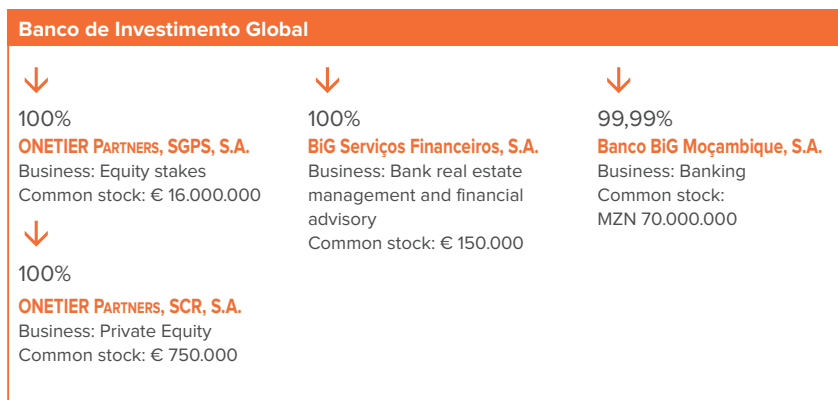 Banco de Investimento Global
100%
ONETIER PARTNERS, SGPS, S.A.
Business: Equity stakes
Common stock: € 16.000.000
100%
ONETIER PARTNERS, SCR, S.A.
Business: Private Equity
Common stock: € 750.000
100%
BiG Serviços Financeiros, S.A.
Business: Bank real estate
management and financial
advisory
Common stock: € 150.000
99,99%
Banco BiG Moçambique, S.A.
Business: Banking
Common stock:
MZN 70.000.000